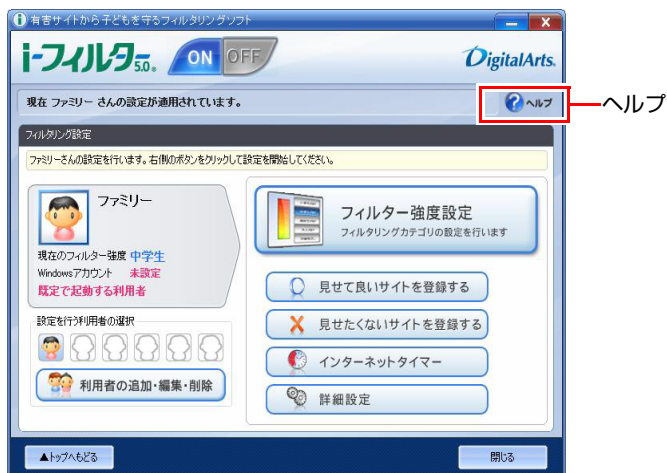 有害サイトから子どもを守るフィルタリングソフト
i-フィルター 5.0.
ON OFF
DigitalArts.
現在 ファミリー さんの設定が適用されています。
ヘルプ
ヘルプ
フィルタリング設定
ファミリーさんの設定を行います。右側のボタンをクリックして設定を開始してください。
ファミリー
現在のフィルター強度 中学生
Windowsアカウント 未設定
既定で起動する利用者
設定を行う利用者の選択
利用者の追加・編集・削除
フィルター強度設定
フィルタリングカテゴリの設定を行います
見せて良いサイトを登録する
見せたくないサイトを登録する
インターネットタイマー
詳細設定
▲トップへもどる
閉じる